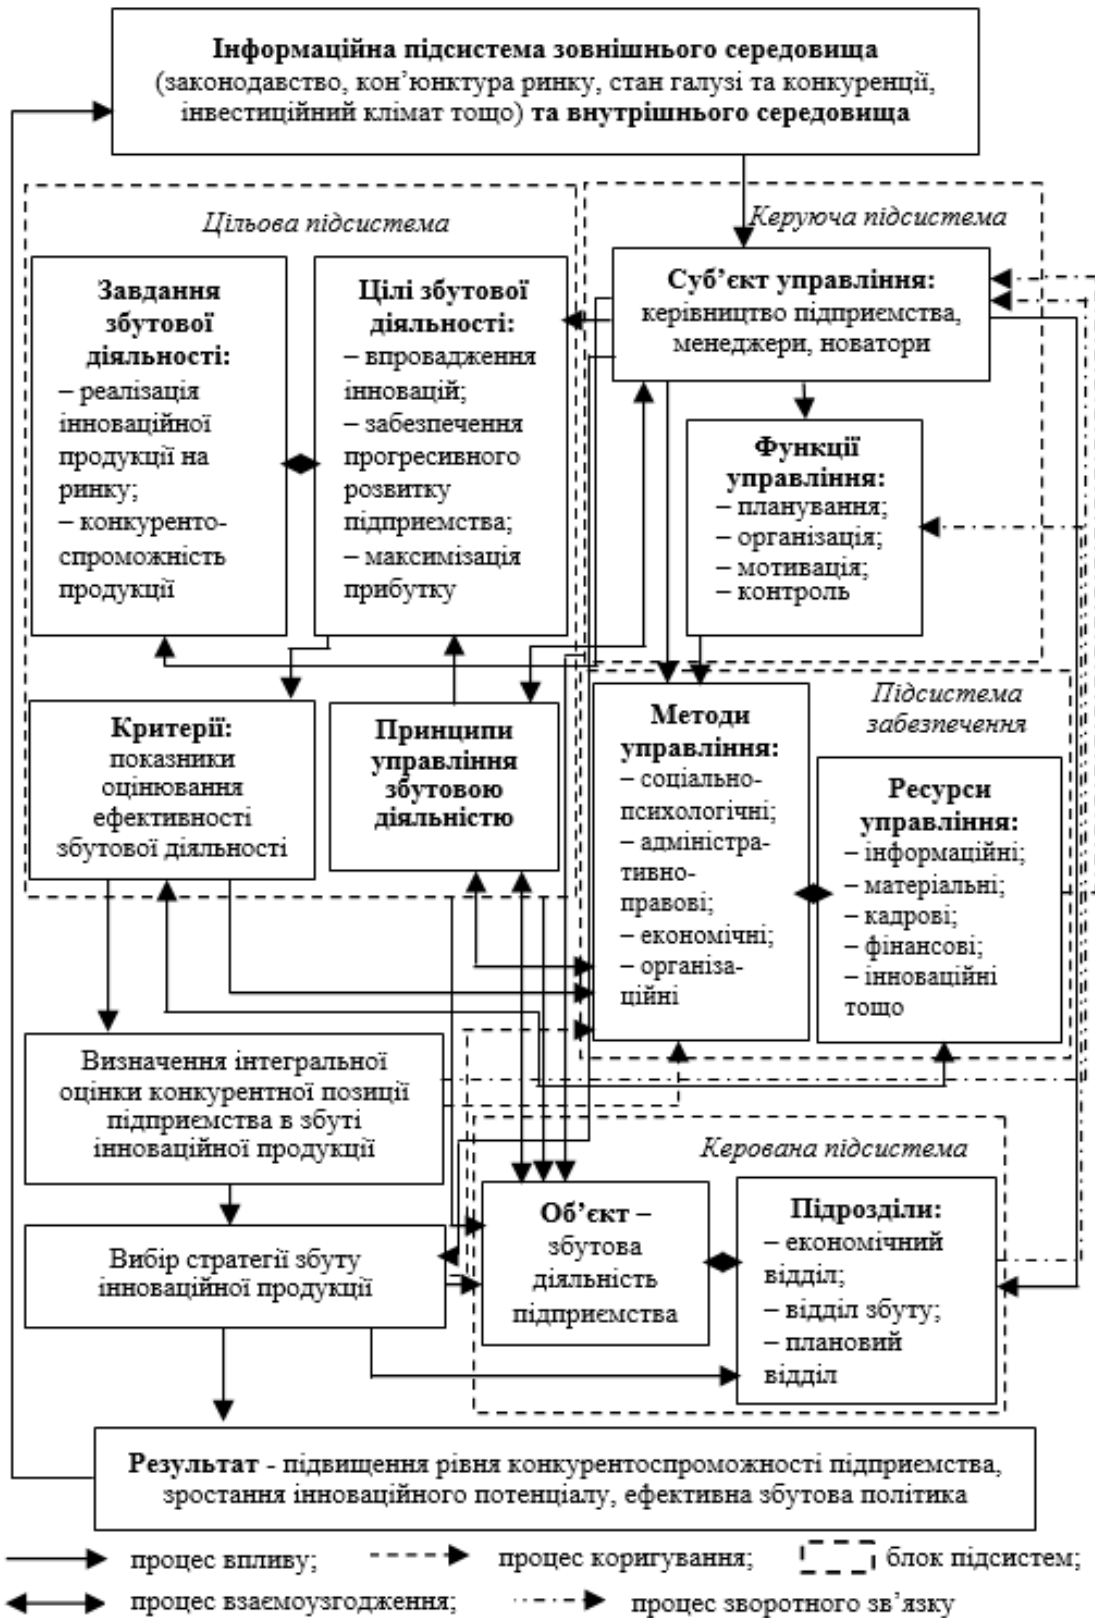 Інформаційна підсистема зовнішнього середовища
(законодавство, кон’юнктура ринку, стан галузі та конкуренції,
інвестиційний клімат тощо) та внутрішнього середовища
Цільова підсистема
Керуюча підсистема
Завдання
збутової
діяльності:
– реалізація
інноваційної
продукції на
ринку;
– конкуренто-
спроможність
продукції
Цілі збутової
діяльності:
– впровадження
інновацій;
– забезпечення
прогресивного
розвитку
підприємства;
– максимізація
прибутку
Суб’єкт управління:
керівництво підприємства,
менеджери, новатори
Функції
управління:
– планування;
– організація;
– мотивація;
– контроль
Критерії:
показники
оцінювання
ефективності
збутової діяльності
Принципи
управління
збутовою
діяльністю
Підсистема
забезпечення
Методи
управління:
– соціально-
психологічні;
– адміністра-
тивно-
правові;
– економічні;
– організа-
ційні
Ресурси
управління:
– інформаційні;
– матеріальні;
– кадрові;
– фінансові;
– інноваційні
тощо
Визначення інтегральної
оцінки конкурентної позиції
підприємства в збуті
інноваційної продукції
Вибір стратегії збуту
інноваційної продукції
Керована підсистема
Об’єкт –
збутова
діяльність
підприємства
Підрозділи:
– економічний
відділ;
– відділ збуту;
– плановий
відділ
Результат - підвищення рівня конкурентоспроможності підприємства,
зростання інноваційного потенціалу, ефективна збутова політика
процес впливу;
процес коригування;
блок підсистем;
процес взаємоузгодження;
процес зворотного зв’язку